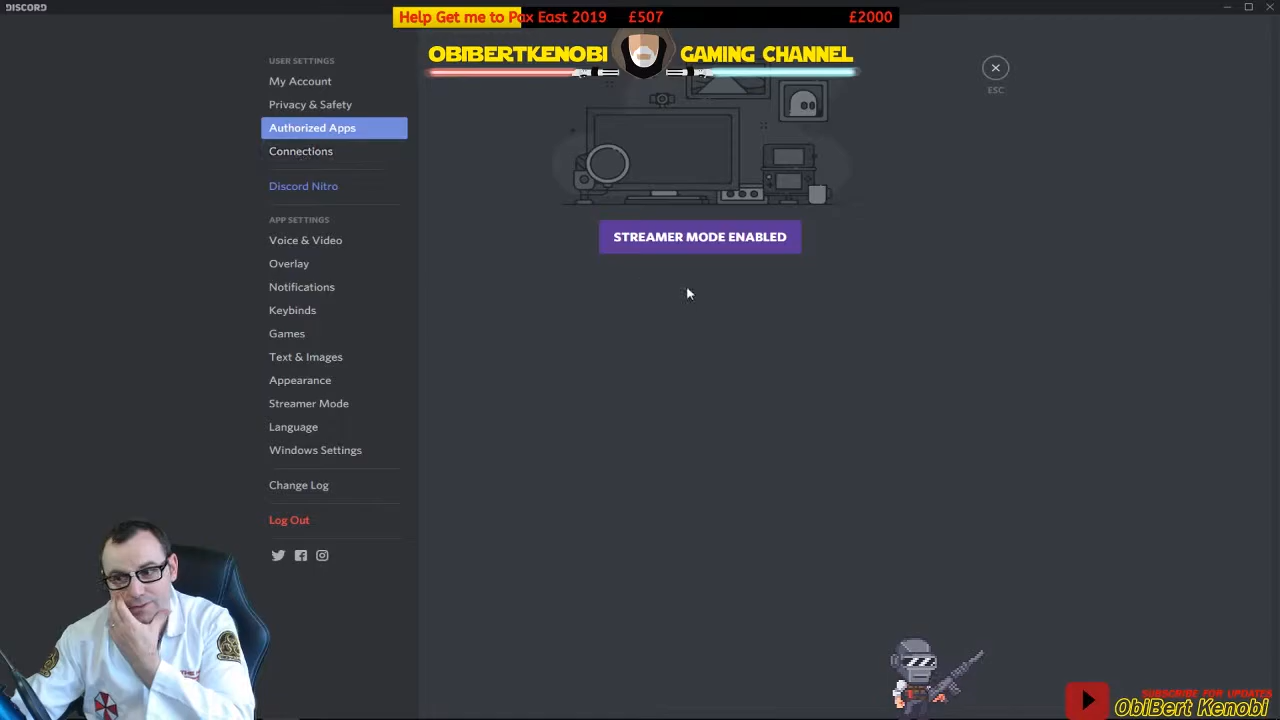 DISCORD
Help Get me to Pax East 2019 £507 £2000
OBIBERTKENOBI GAMING CHANNEL
USER SETTINGS
My Account
Privacy & Safety
Authorized Apps
Connections
Discord Nitro
APP SETTINGS
Voice & Video
Overlay
Notifications
Keybinds
Games
Text & Images
Appearance
Streamer Mode
Language
Windows Settings
Change Log
Log Out
ESC
STREAMER MODE ENABLED
SUBSCRIBE FOR UPDATES
ObiBert Kenobi